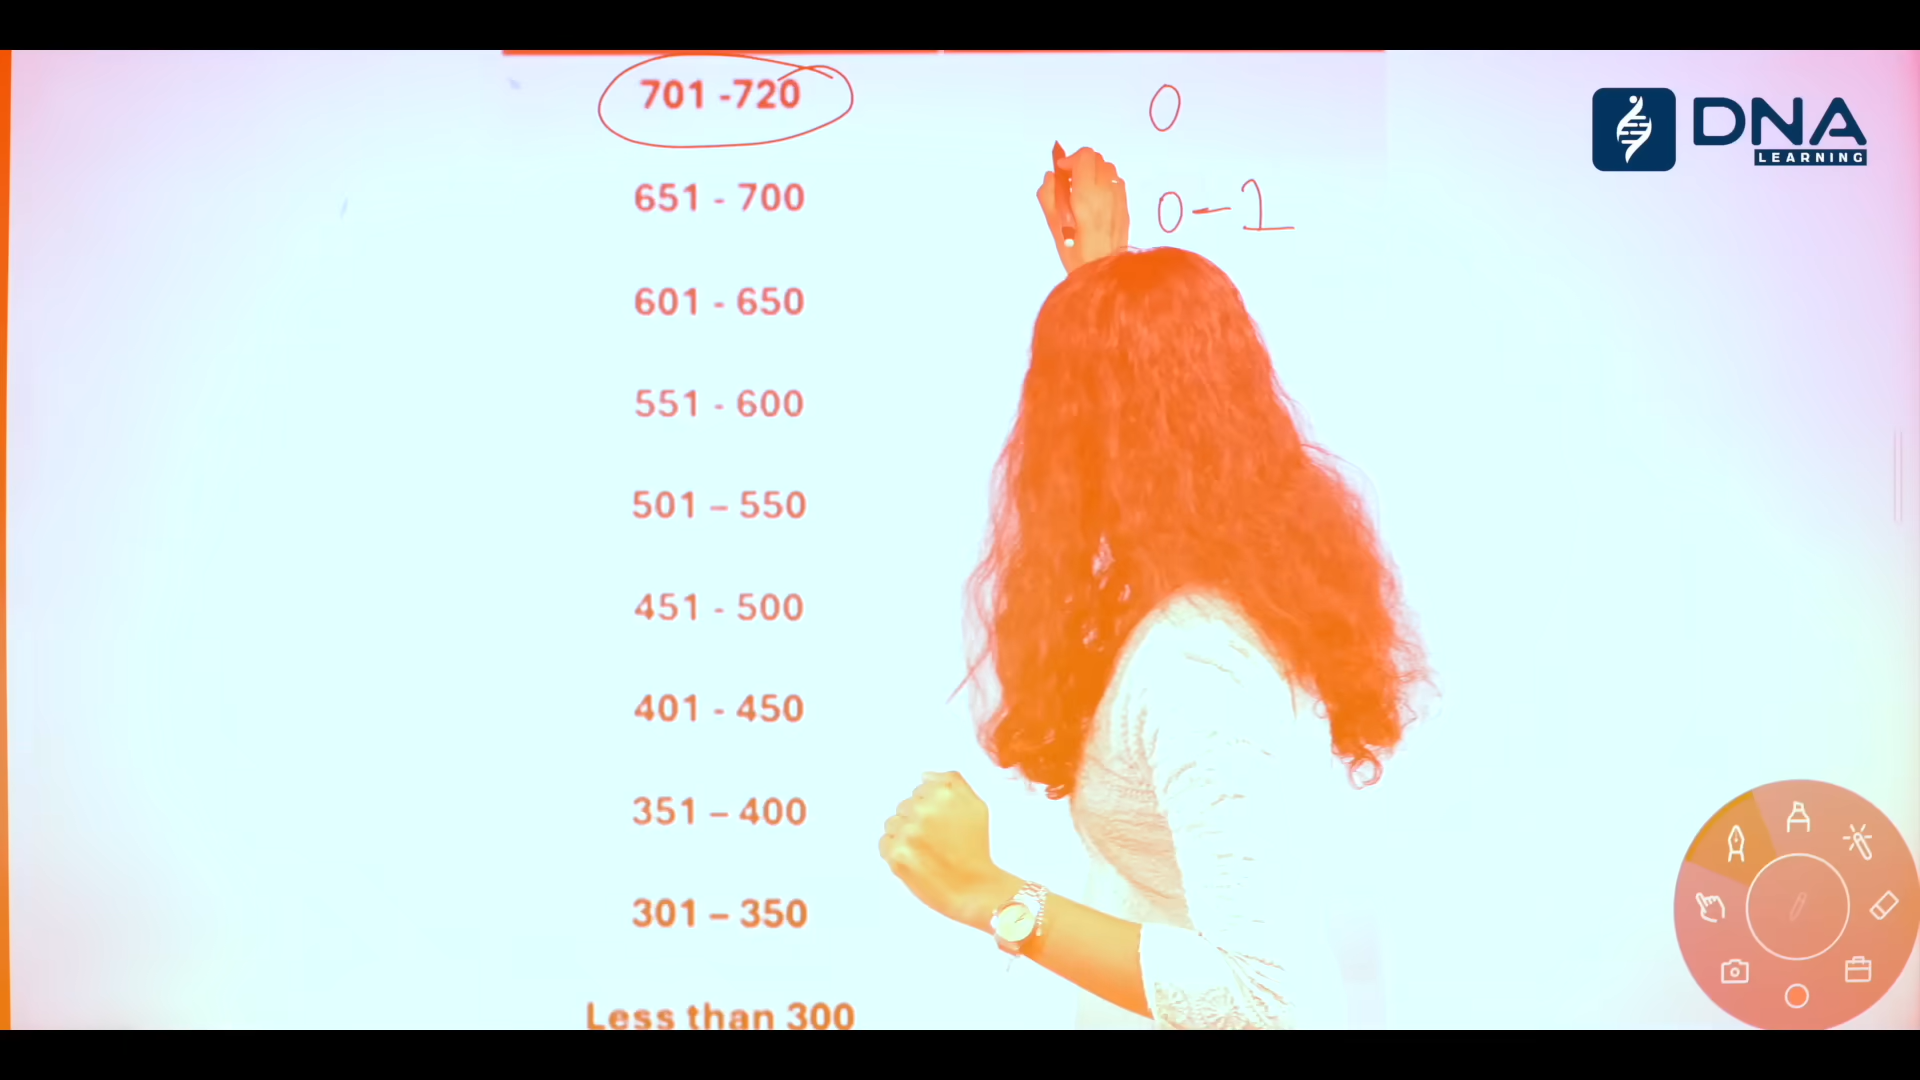 701 -720 0
DNA
LEARNING
651 - 700 0-1
601 - 650
551 - 600
501 – 550
451 - 500
401 - 450
351 – 400
301 – 350
Less than 300